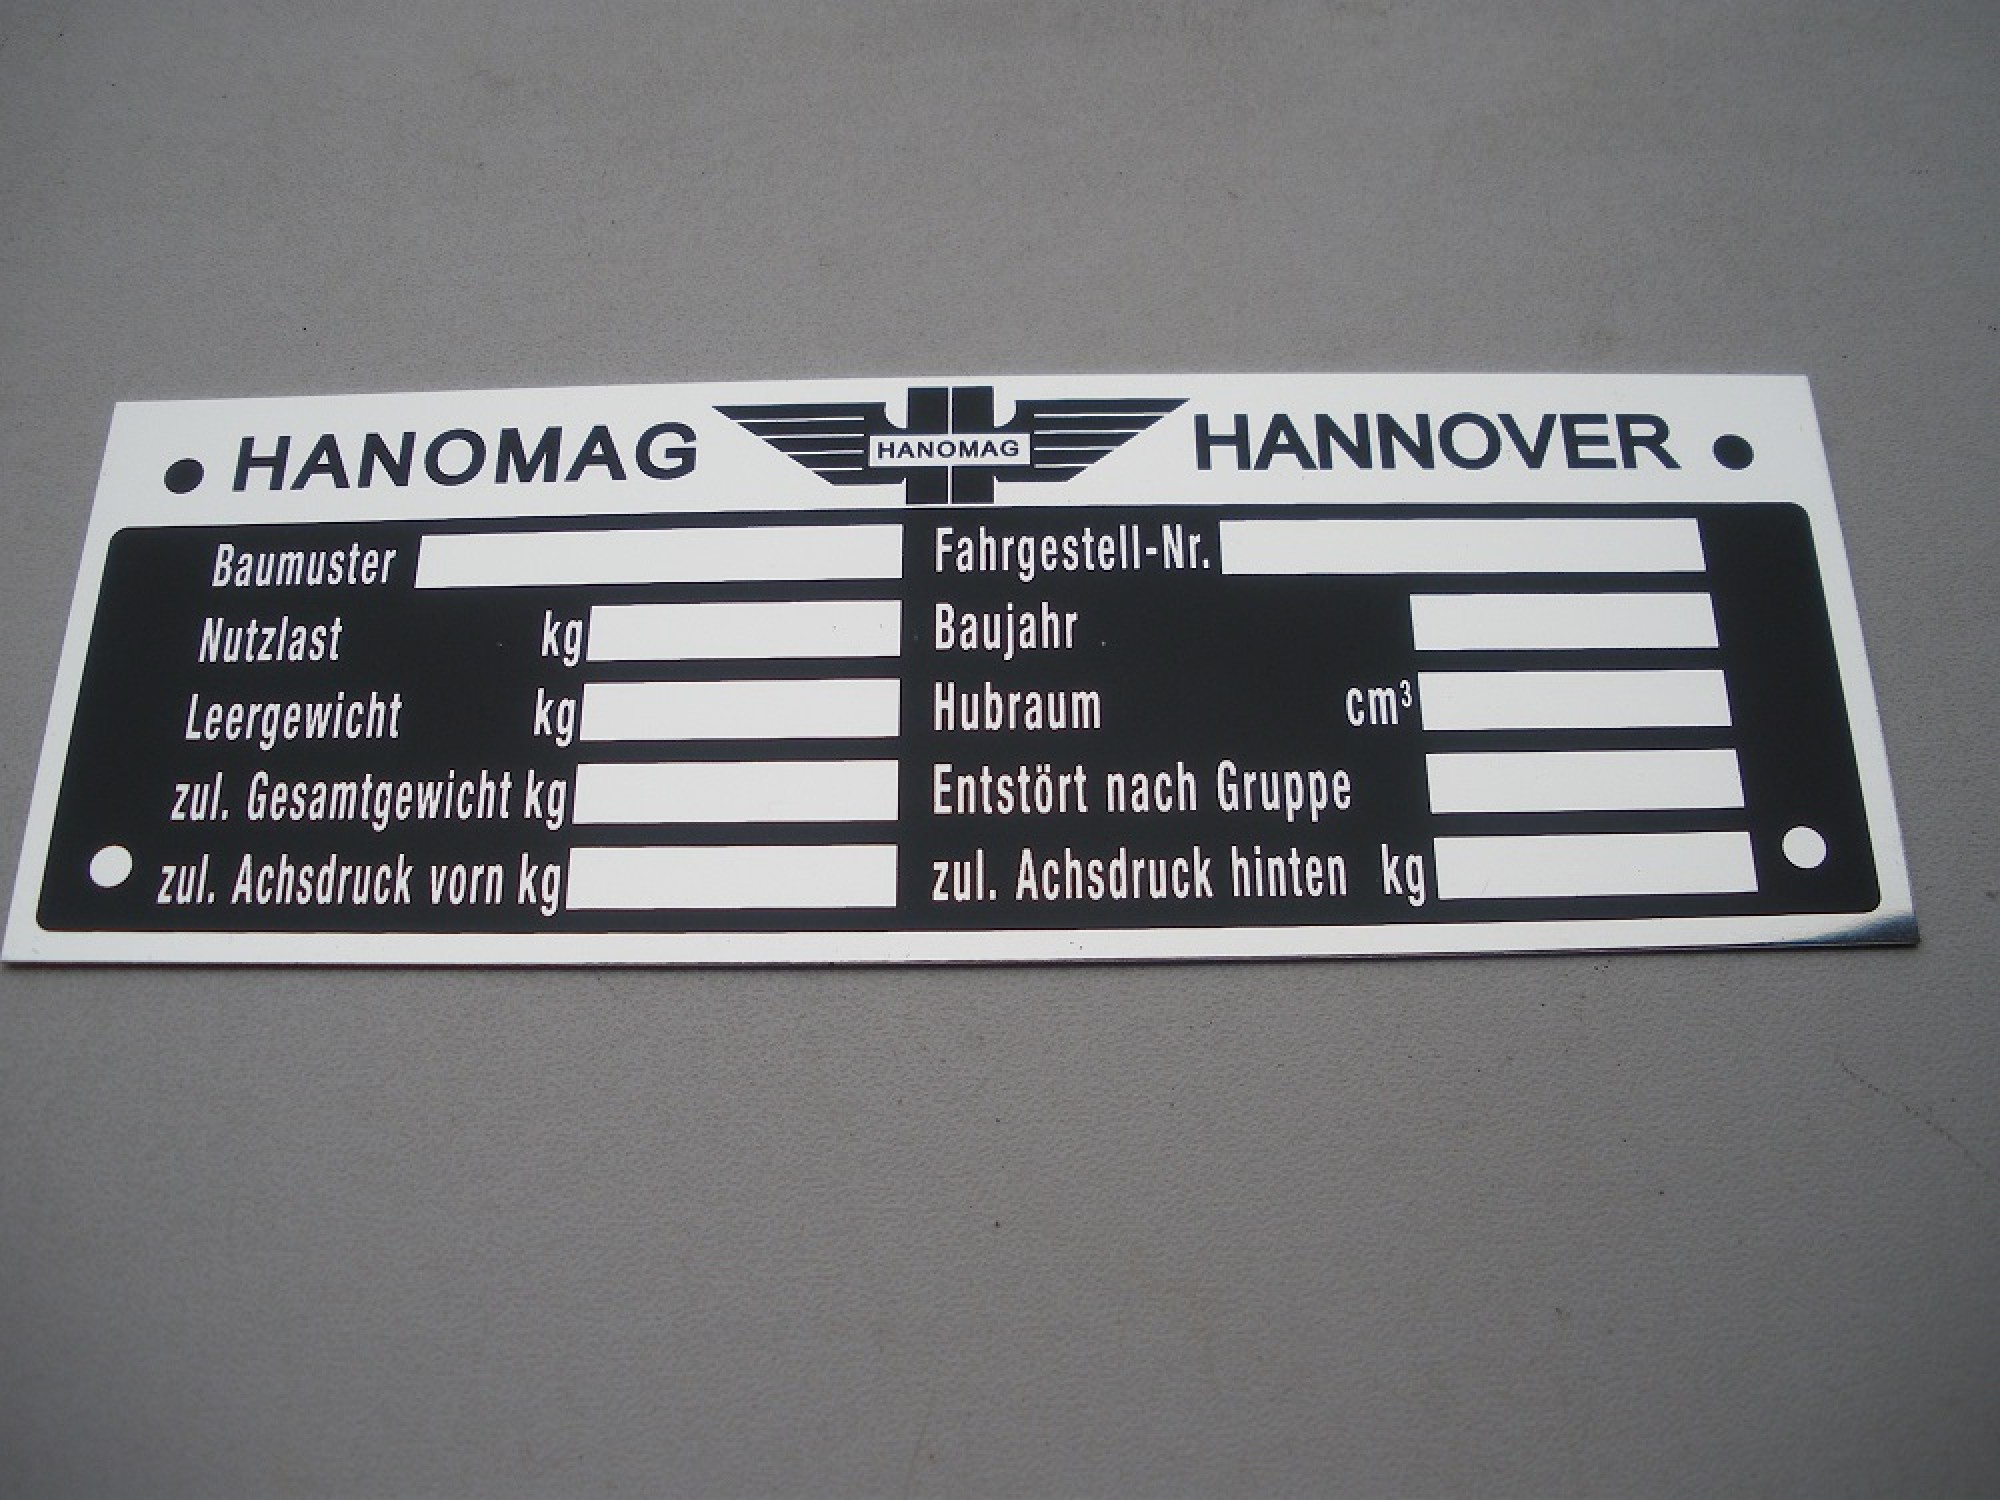 HANOMAG HANOMAG HANNOVER
Baumuster Fahrgestell-Nr.
Nutzlast kg Baujahr
Leergewicht kg Hubraum cm³
zul. Gesamtgewicht kg Entstört nach Gruppe
zul. Achsdruck vorn kg zul. Achsdruck hinten kg